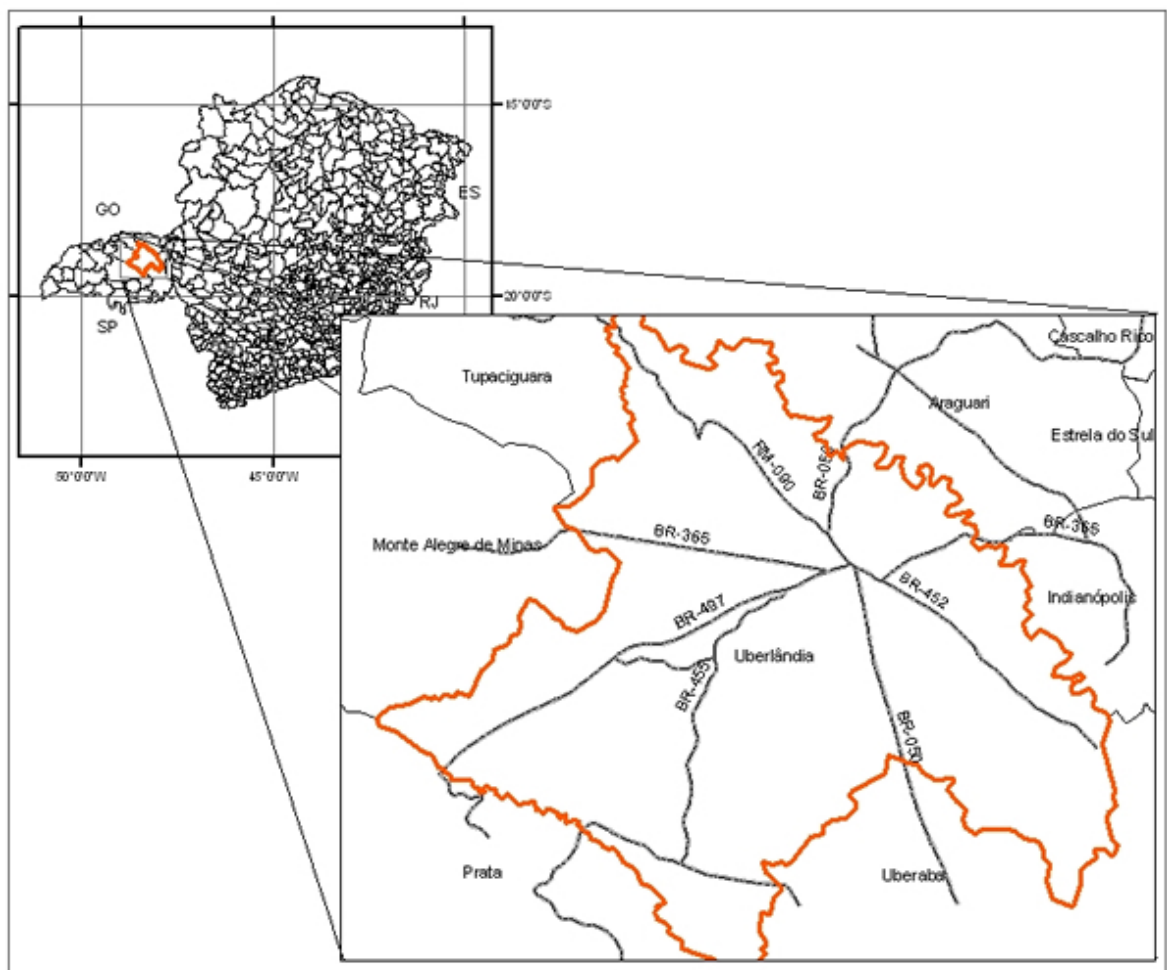 15°0'0"S
ES
GO
RJ
20°0'0"S
SP
50°0'0"W
45°0'0"W
Cascalho Rico
Tupaciguara
Araguari
Estrela do Sul
RM-090
BR-365
BR-365
Monte Alegre de Minas
BR-452
Indianópolis
BR-497
Uberlândia
BR-455
BR-050
Prata
Uberaba